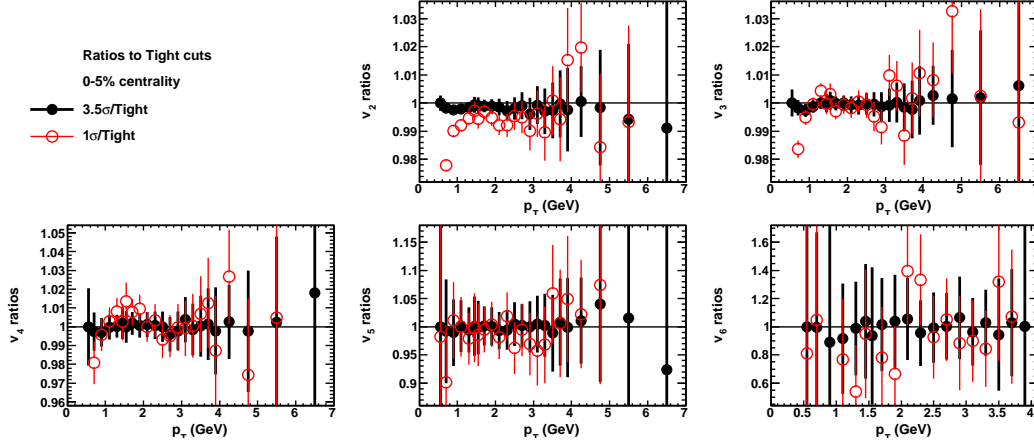 Ratios to Tight cuts
0-5% centrality
3.5σ/Tight
1σ/Tight
v2 ratios
1.03
1.02
1.01
1
0.99
0.98
0 1 2 3 4 5 6 7
pT (GeV)
v3 ratios
1.03
1.02
1.01
1
0.99
0.98
0 1 2 3 4 5 6 7
pT (GeV)
v4 ratios
1.05
1.04
1.03
1.02
1.01
1
0.99
0.98
0.97
0.96
0 1 2 3 4 5 6 7
pT (GeV)
v5 ratios
1.15
1.1
1.05
1
0.95
0.9
0 1 2 3 4 5 6 7
pT (GeV)
v6 ratios
1.6
1.4
1.2
1
0.8
0.6
0 0.5 1 1.5 2 2.5 3 3.5 4
pT (GeV)